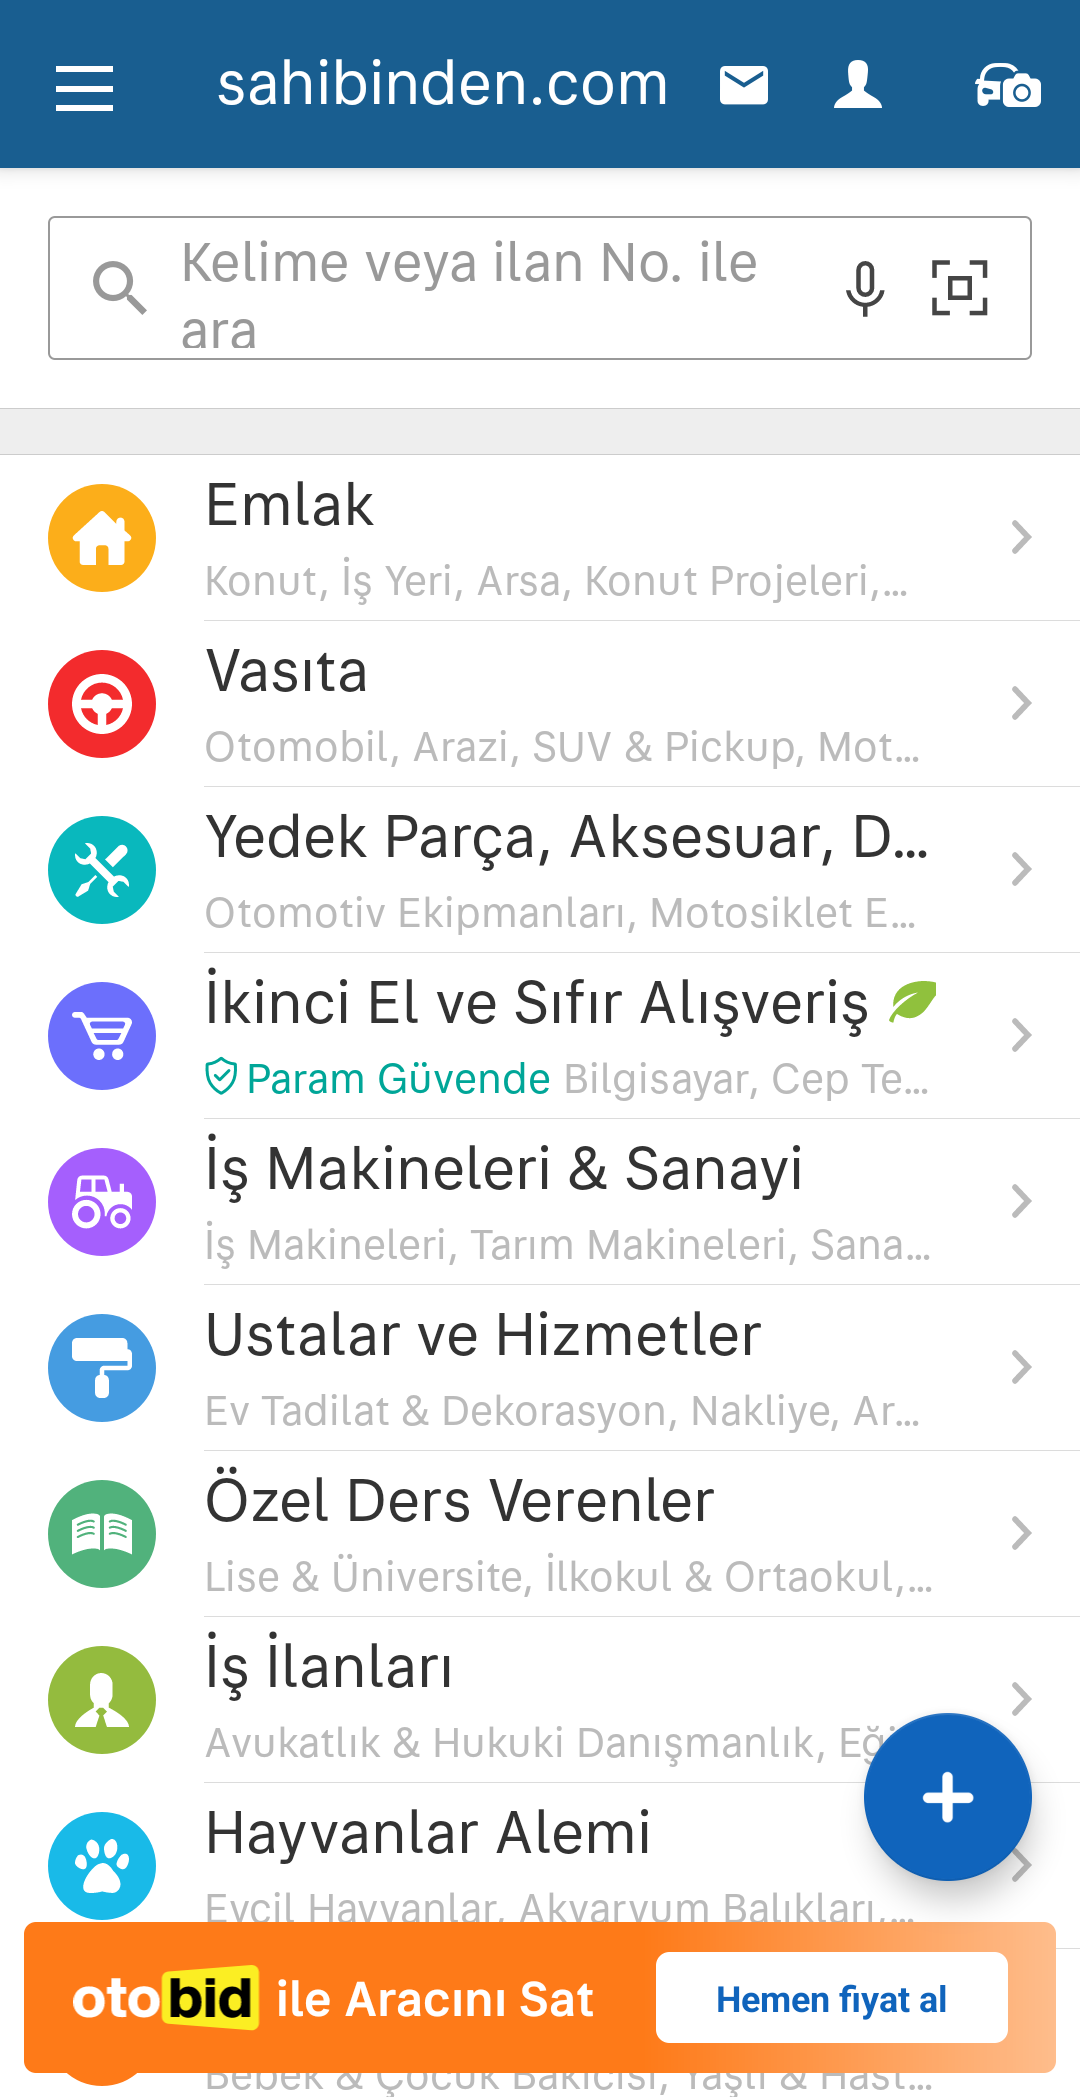 sahibinden.com
Kelime veya ilan No. ile
ara
Emlak
Konut, İş Yeri, Arsa, Konut Projeleri,...
Vasıta
Otomobil, Arazi, SUV & Pickup, Mot...
Yedek Parça, Aksesuar, D...
Otomotiv Ekipmanları, Motosiklet E...
İkinci El ve Sıfır Alışveriş
Param Güvende Bilgisayar, Cep Te...
İş Makineleri & Sanayi
İş Makineleri, Tarım Makineleri, Sana...
Ustalar ve Hizmetler
Ev Tadilat & Dekorasyon, Nakliye, Ar...
Özel Ders Verenler
Lise & Üniversite, İlkokul & Ortaokul,...
İş İlanları
Avukatlık & Hukuki Danışmanlık, Eği
Hayvanlar Alemi
Evcil Hayvanlar, Akvaryum Balıkları,...
otobid ile Aracını Sat
Hemen fiyat al
Bebek & Çocuk Bakıcısı, Yaşlı & Hast...